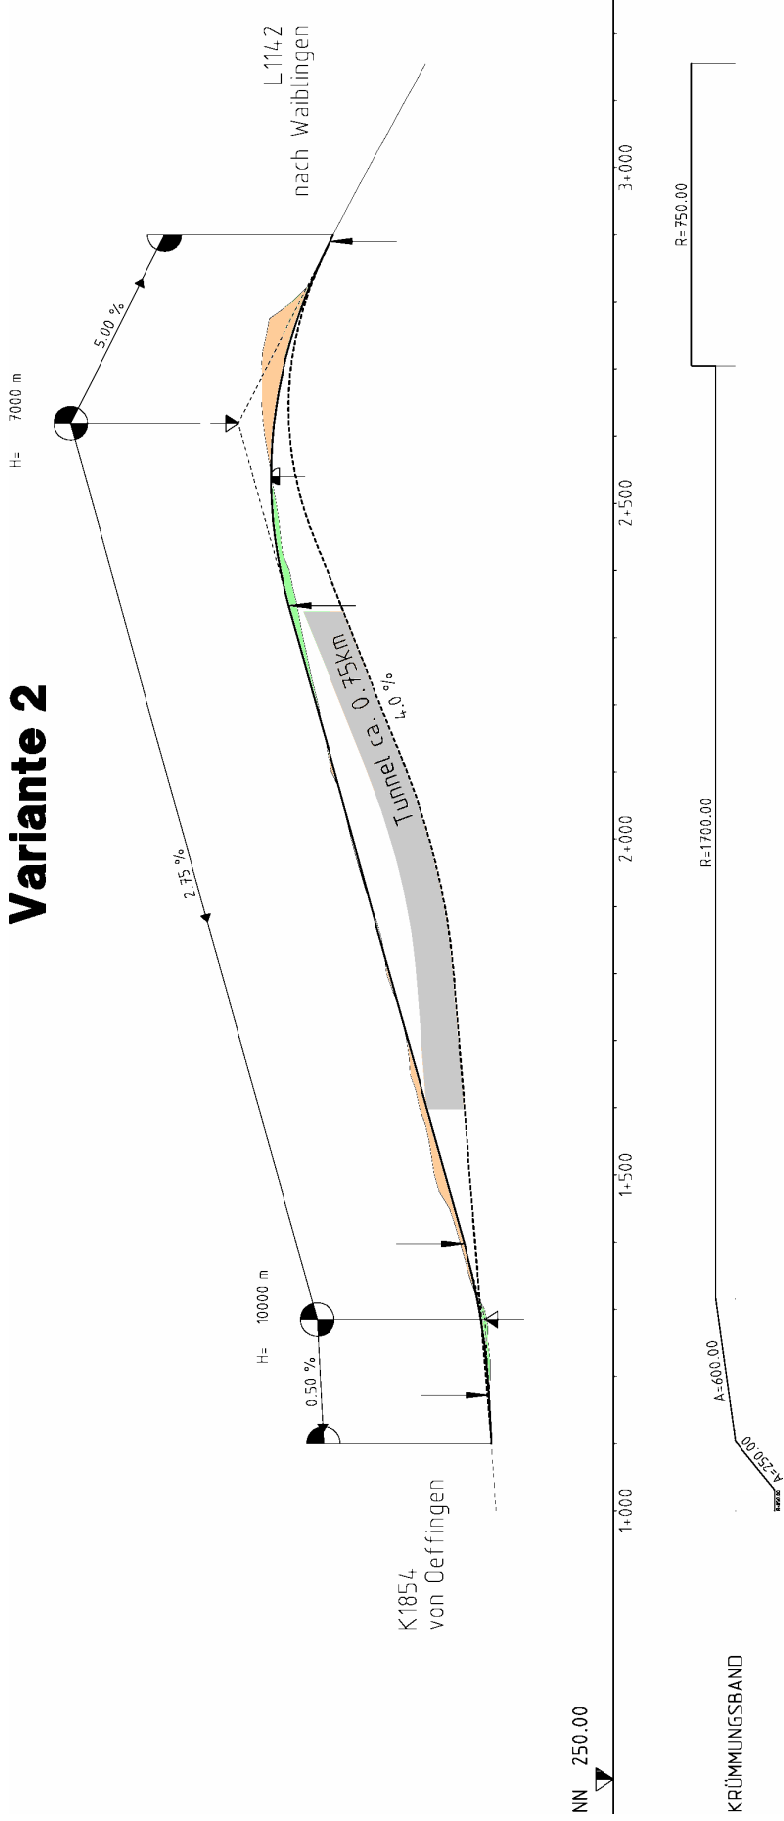 Variante 2
H= 10000 m
H= 7000 m
0.50 %
2.75 %
5.00 %
K1854
von Oeffingen
L1142
nach Waiblingen
Tunnel ca. 0.75km
4.0 %
NN 250.00
1+000
1+500
2+000
2+500
3+000
KRÜMMUNGSBAND
A=250.00
A=600.00
R=1700.00
R=750.00